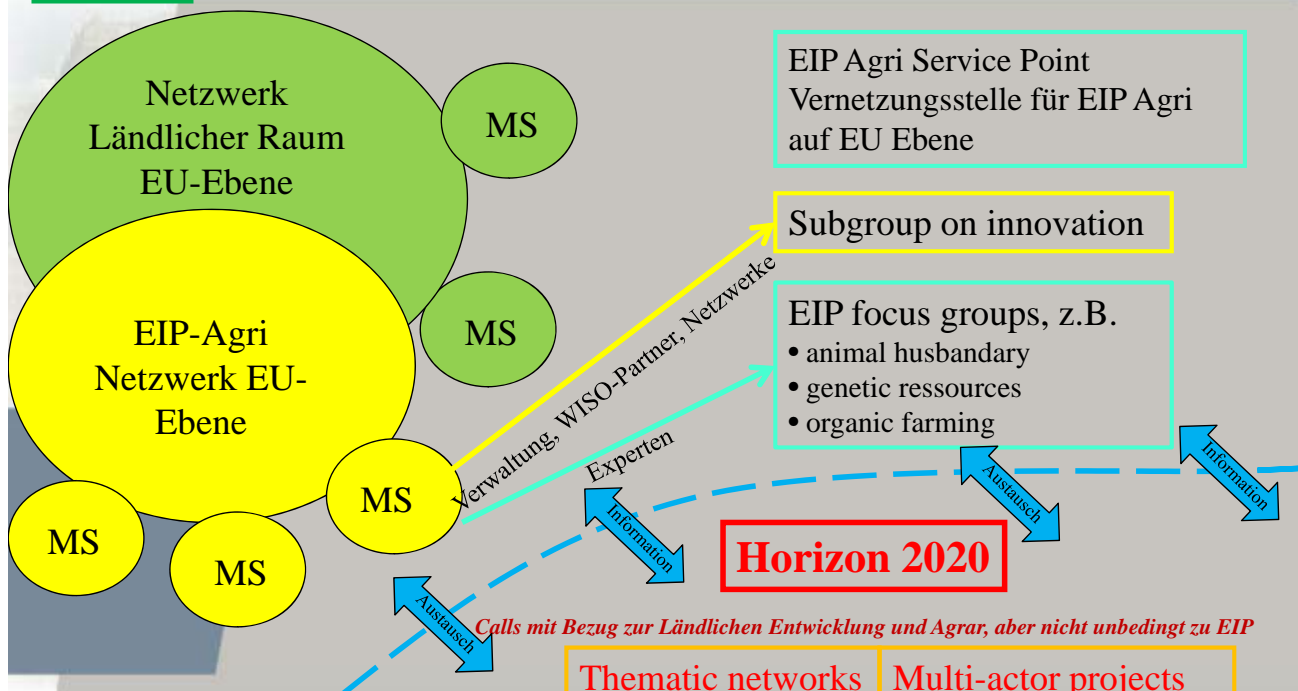 Netzwerk
Ländlicher Raum
EU-Ebene
MS
MS
EIP-Agri
Netzwerk EU-
Ebene
MS
MS
MS
EIP Agri Service Point
Vernetzungsstelle für EIP Agri
auf EU Ebene
Subgroup on innovation
Verwaltung, WISO-Partner, Netzwerke
EIP focus groups, z.B.
• animal husbandary
• genetic ressources
• organic farming
Experten
Information
Austausch
Information
Austausch
Horizon 2020
Calls mit Bezug zur Ländlichen Entwicklung und Agrar, aber nicht unbedingt zu EIP
Thematic networks
Multi-actor projects